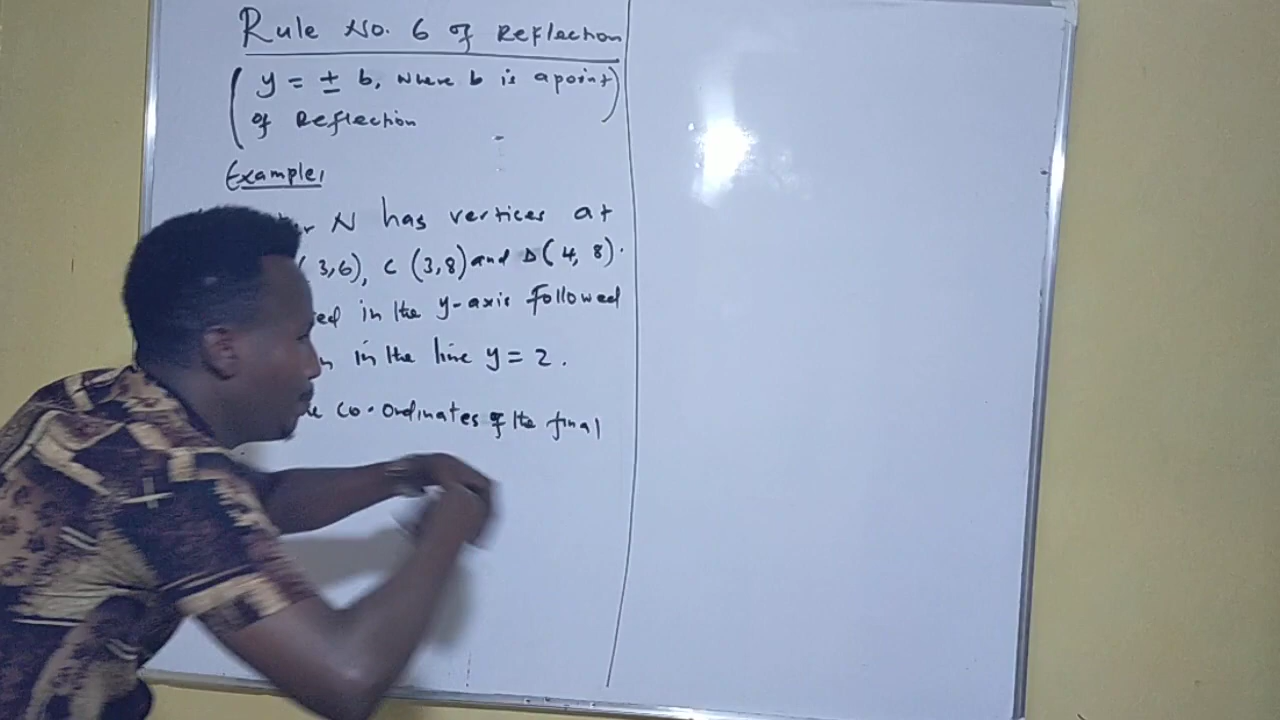 Rule No. 6 of Reflection
(y = ± b, where b is a point
of Reflection)
Example,
N has vertices at
(3,6), C (3,8) and D(4, 8).
in the y-axis followed
in the line y = 2.
co-ordinates of the final